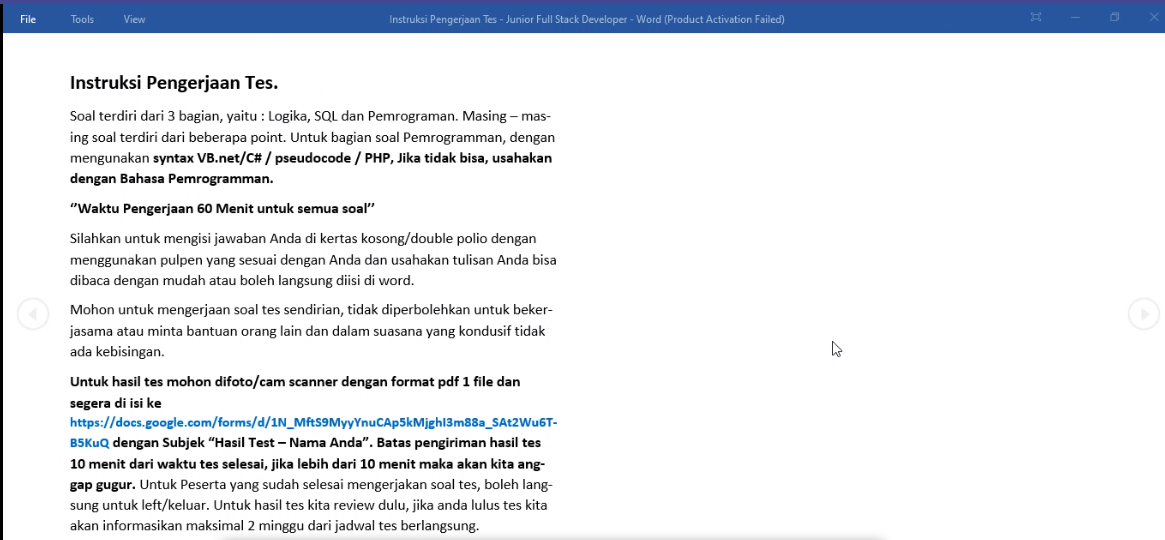 File Tools View Instruksi Pengerjaan Tes - Junior Full Stack Developer - Word (Product Activation Failed)
Instruksi Pengerjaan Tes.
Soal terdiri dari 3 bagian, yaitu : Logika, SQL dan Pemrograman. Masing – mas-
ing soal terdiri dari beberapa point. Untuk bagian soal Pemrogramman, dengan
mengunakan syntax VB.net/C# / pseudocode / PHP, Jika tidak bisa, usahakan
dengan Bahasa Pemrogramman.
‘’Waktu Pengerjaan 60 Menit untuk semua soal’’
Silahkan untuk mengisi jawaban Anda di kertas kosong/double polio dengan
menggunakan pulpen yang sesuai dengan Anda dan usahakan tulisan Anda bisa
dibaca dengan mudah atau boleh langsung diisi di word.
Mohon untuk mengerjaan soal tes sendirian, tidak diperbolehkan untuk beker-
jasama atau minta bantuan orang lain dan dalam suasana yang kondusif tidak
ada kebisingan.
Untuk hasil tes mohon difoto/cam scanner dengan format pdf 1 file dan
segera di isi ke
https://docs.google.com/forms/d/1N_MftS9MyyYnuCAp5kMjghI3m88a_SAt2Wu6T-
B5KuQ dengan Subjek “Hasil Test – Nama Anda”. Batas pengiriman hasil tes
10 menit dari waktu tes selesai, jika lebih dari 10 menit maka akan kita ang-
gap gugur. Untuk Peserta yang sudah selesai mengerjakan soal tes, boleh lang-
sung untuk left/keluar. Untuk hasil tes kita review dulu, jika anda lulus tes kita
akan informasikan maksimal 2 minggu dari jadwal tes berlangsung.